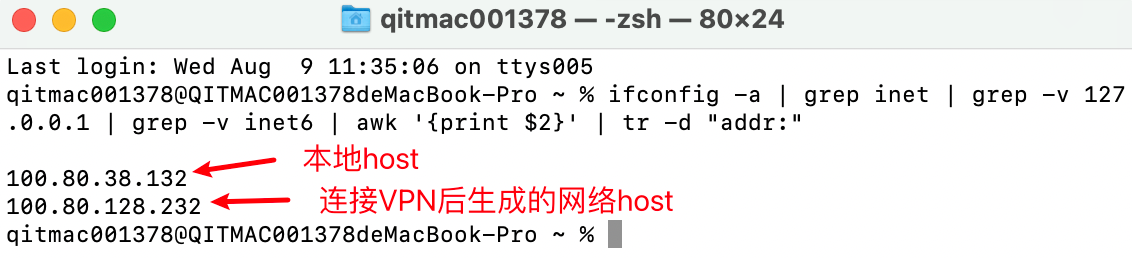 qitmac001378 — -zsh — 80×24
Last login: Wed Aug  9 11:35:06 on ttys005
qitmac001378@QITMAC001378deMacBook-Pro ~ % ifconfig -a | grep inet | grep -v 127
.0.0.1 | grep -v inet6 | awk '{print $2}' | tr -d "addr:"
本地host
100.80.38.132
连接VPN后生成的网络host
100.80.128.232
qitmac001378@QITMAC001378deMacBook-Pro ~ %